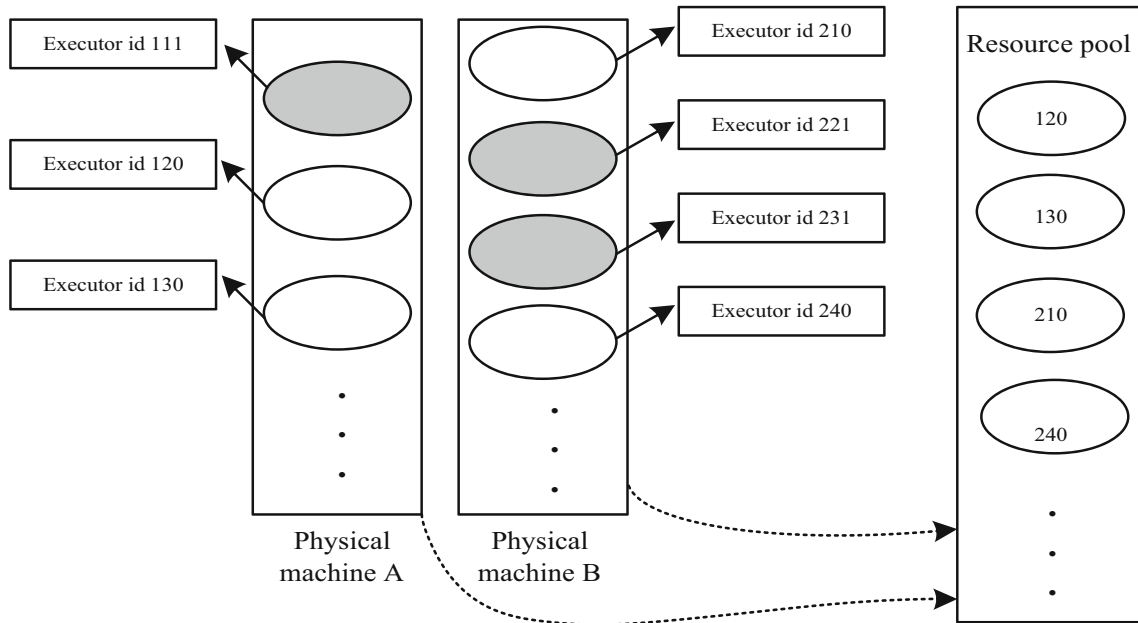 Executor id 111
Executor id 120
Executor id 130
Physical
machine A
Physical
machine B
Executor id 210
Executor id 221
Executor id 231
Executor id 240
Resource pool
120
130
210
240